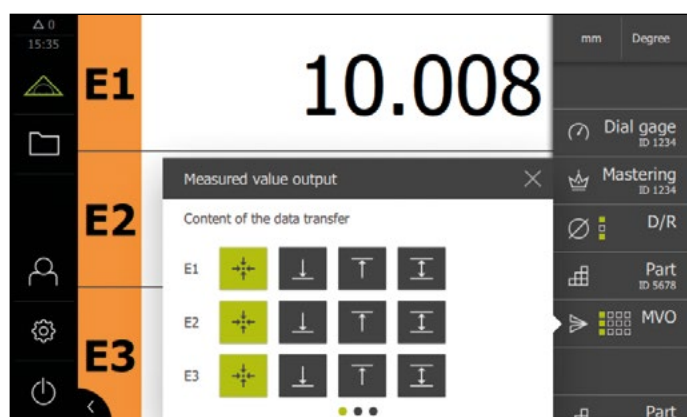 △ 0
15:35
E1
10.008
mm
Degree
Dial gage
ID 1234
Mastering
ID 1234
E2
Measured value output
Content of the data transfer
E1
E2
E3
D/R
Part
ID 5678
MVO
E3
Part